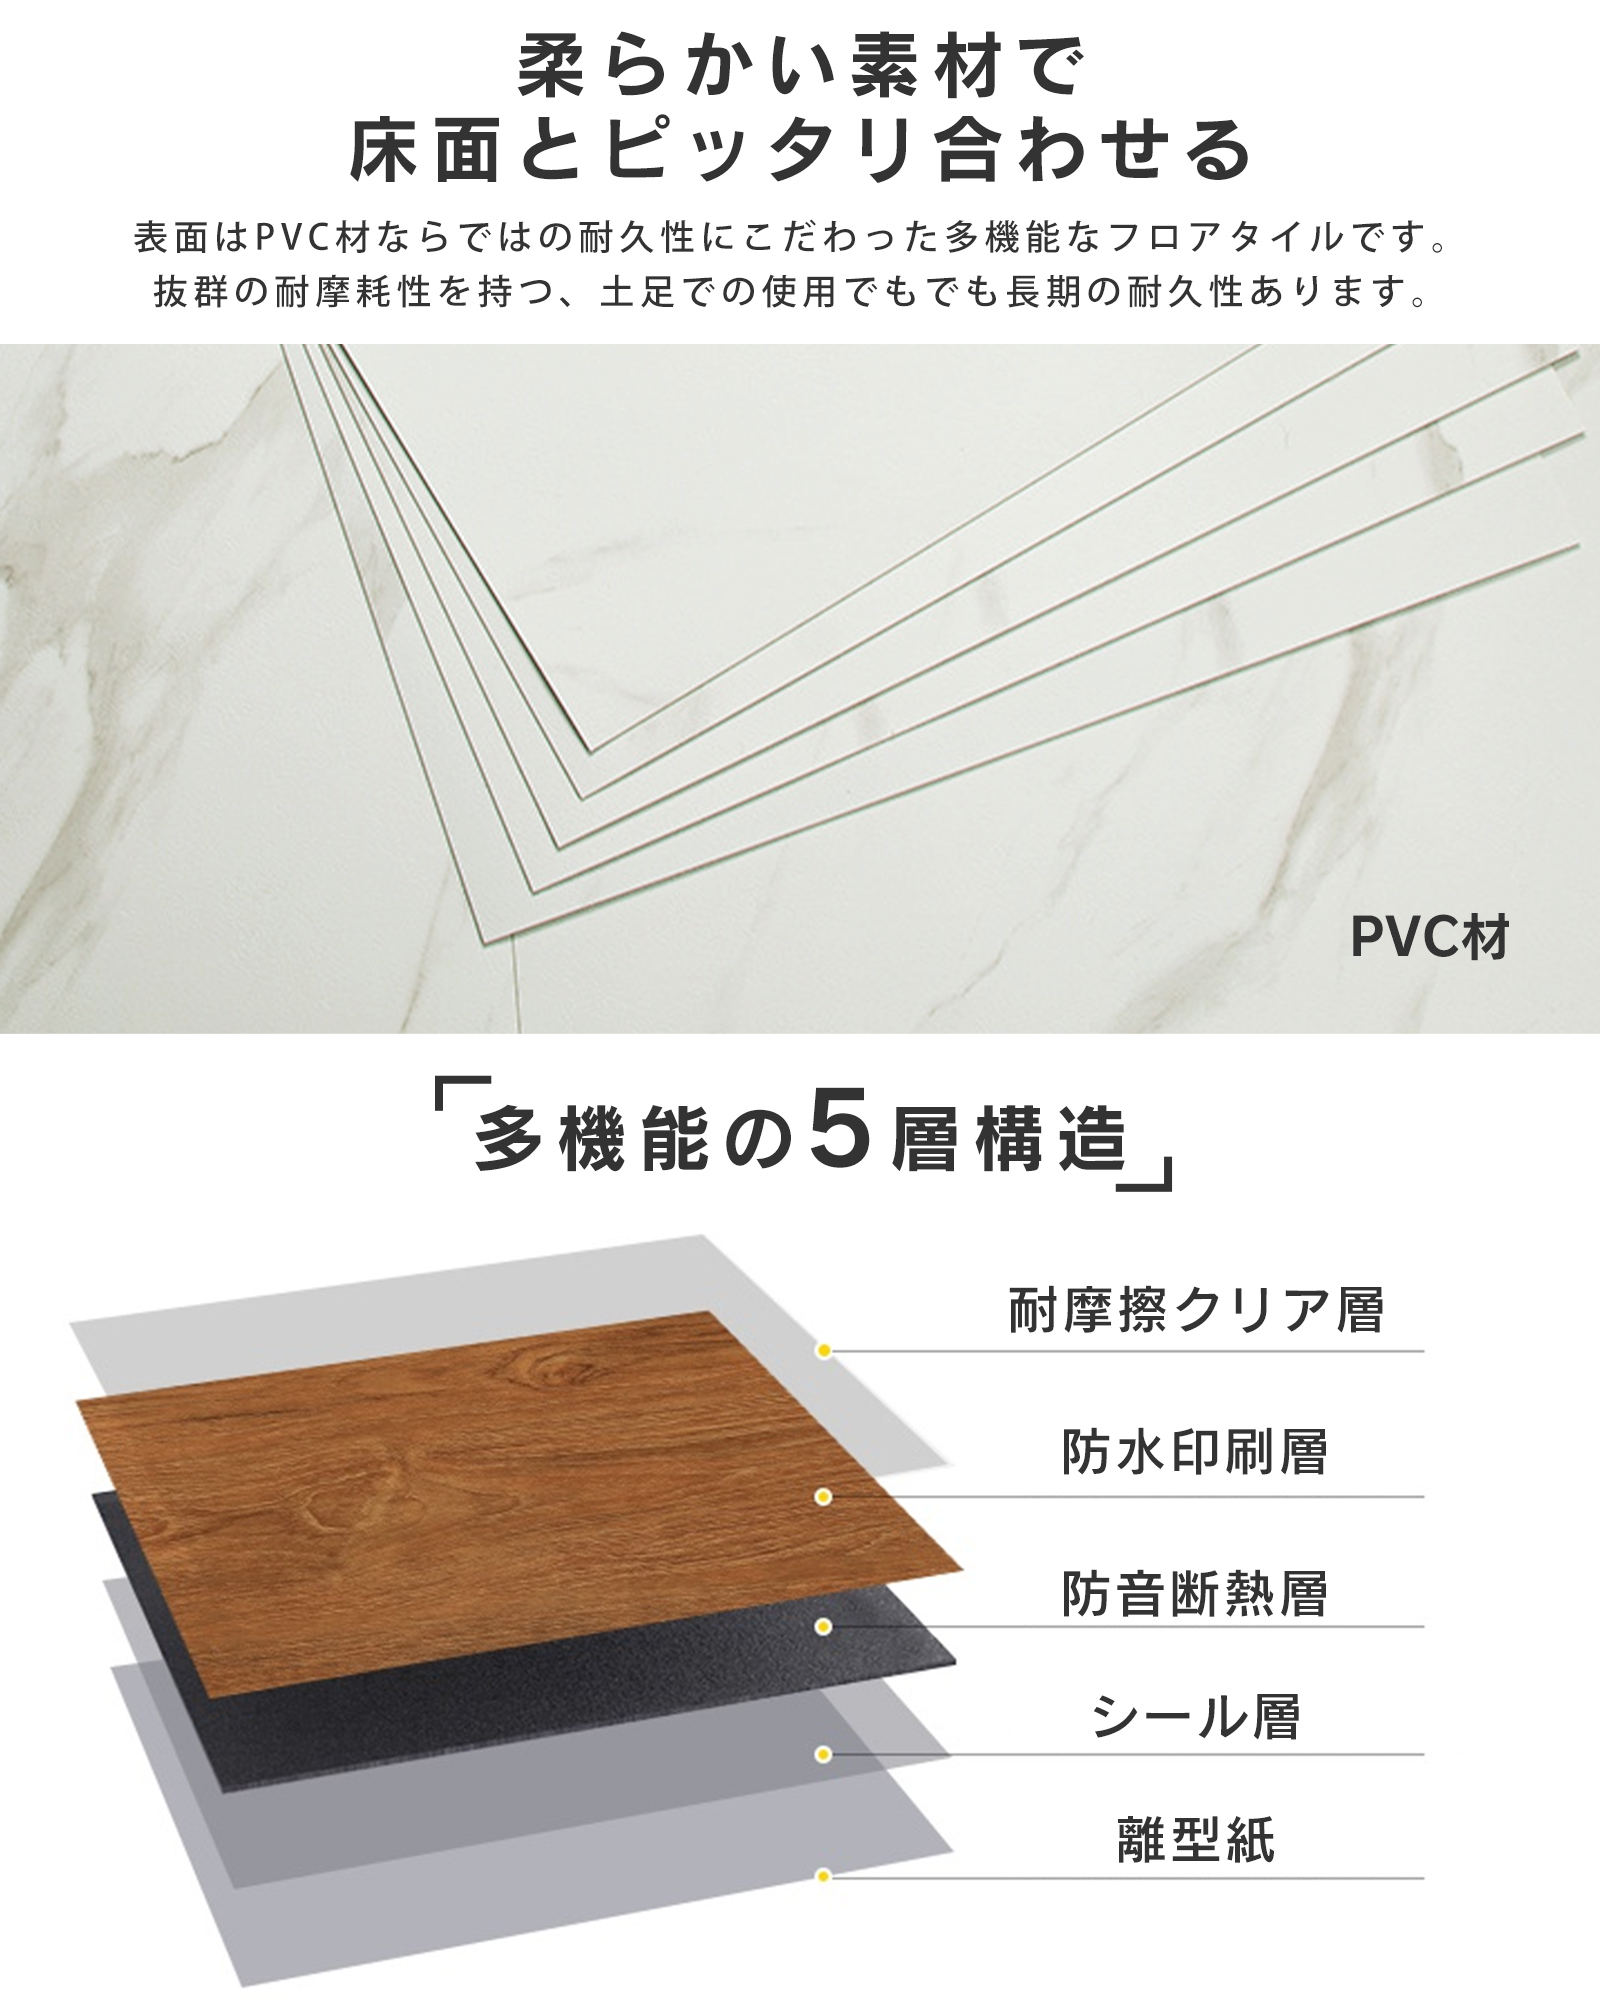 柔らかい素材で
床面とピッタリ合わせる
表面はPVC材ならではの耐久性にこだわった多機能なフロアタイルです。
抜群の耐摩耗性を持つ、土足での使用でもでも長期の耐久性あります。
PVC材
「多機能の5層構造」
耐摩擦クリア層
防水印刷層
防音断熱層
シール層
離型紙